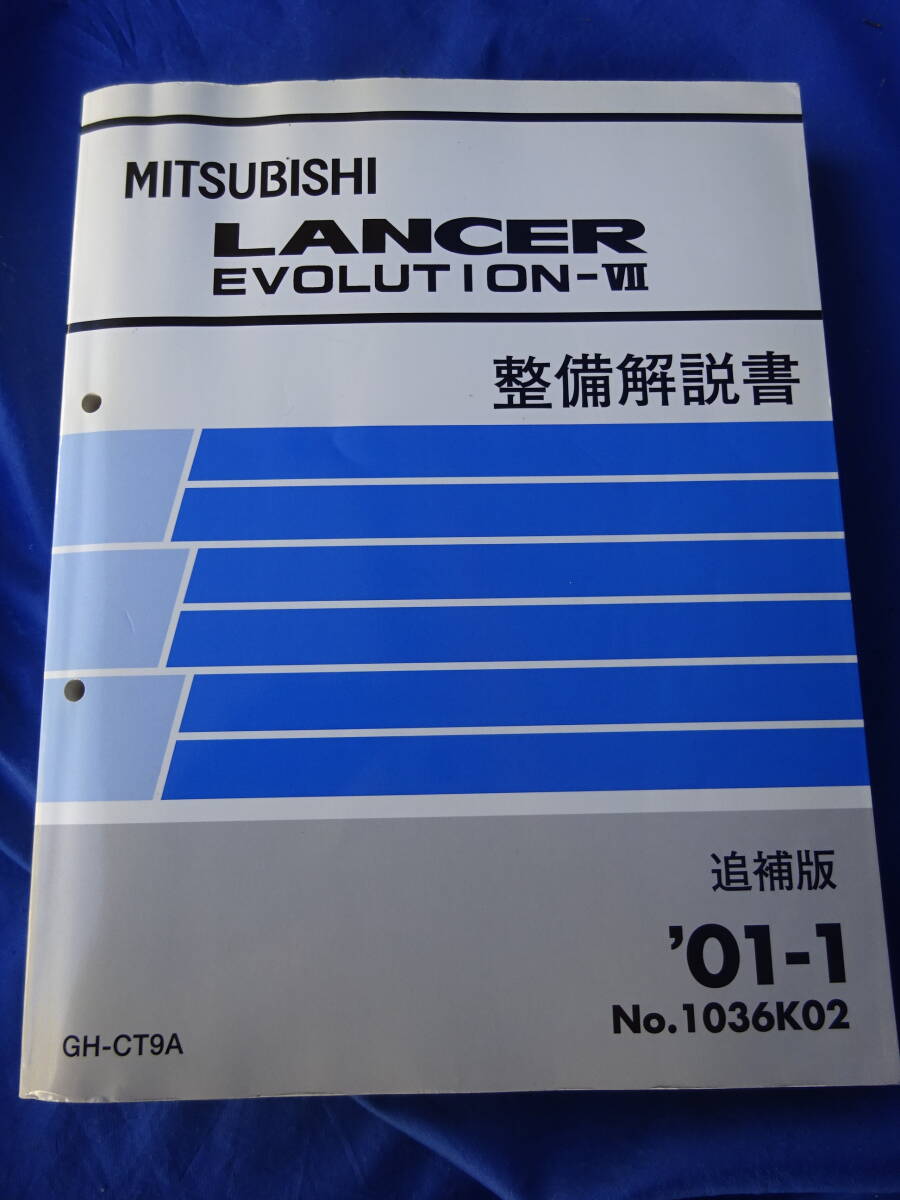 MITSUBISHI
LANCER
EVOLUTION-Ⅶ
整備解説書
追補版
'01-1
No.1036K02
GH-CT9A